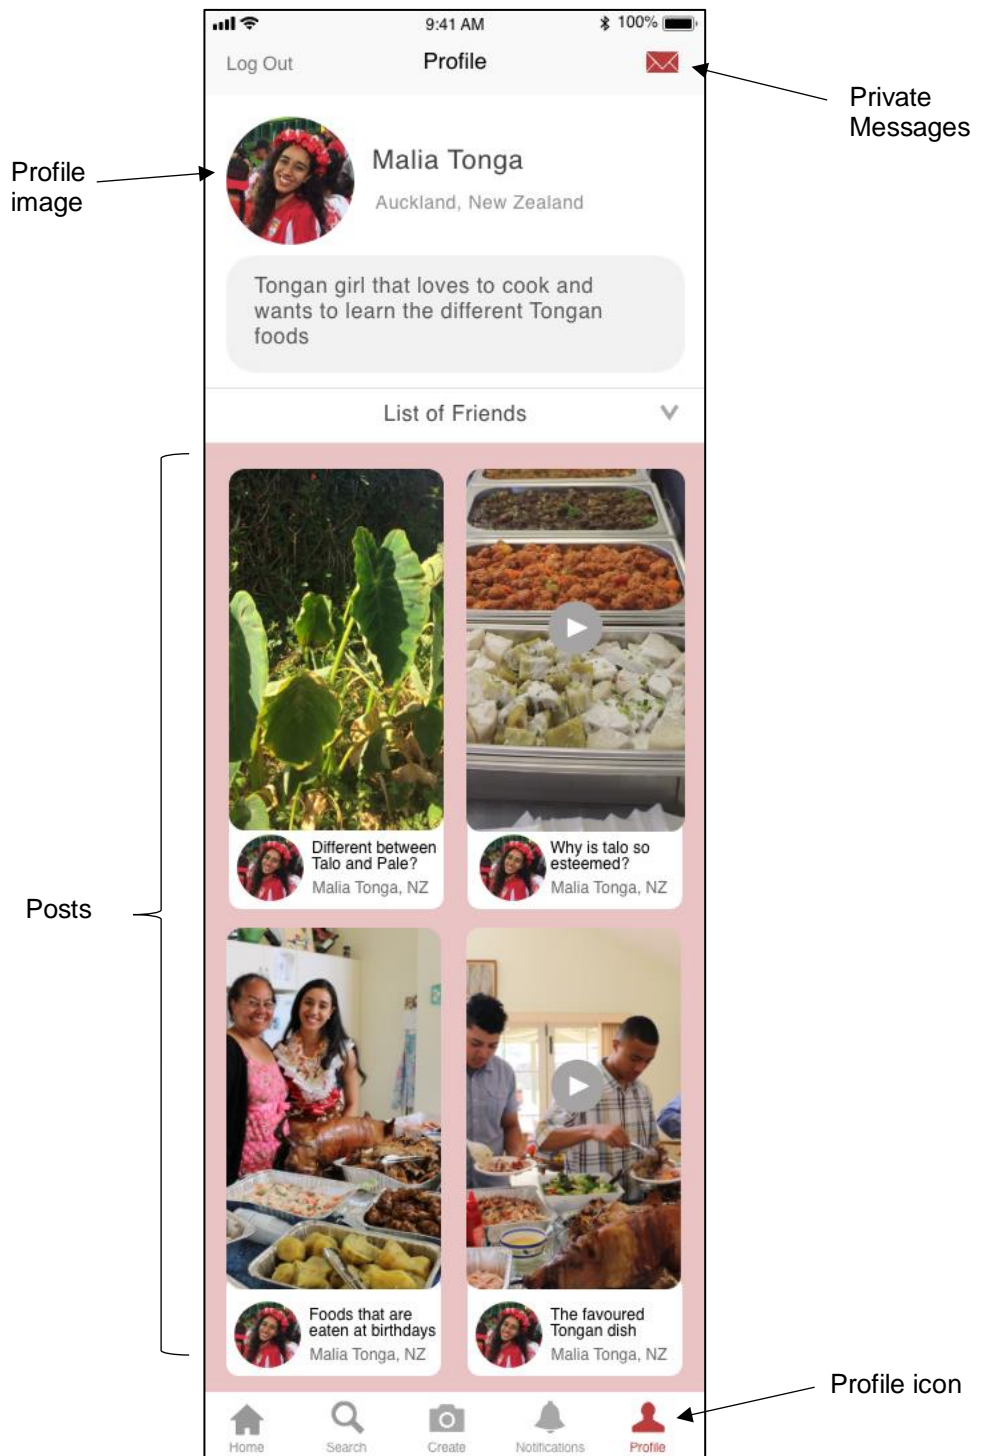 9:41 AM
100%
Log Out
Profile
Private
Messages
Profile
image
Malia Tonga
Auckland, New Zealand
Tongan girl that loves to cook and
wants to learn the different Tongan
foods
List of Friends
Posts
Different between
Talo and Pale?
Malia Tonga, NZ
Why is talo so
esteemed?
Malia Tonga, NZ
Foods that are
eaten at birthdays
Malia Tonga, NZ
The favoured
Tongan dish
Malia Tonga, NZ
Profile icon
Home
Search
Create
Notifications
Profile